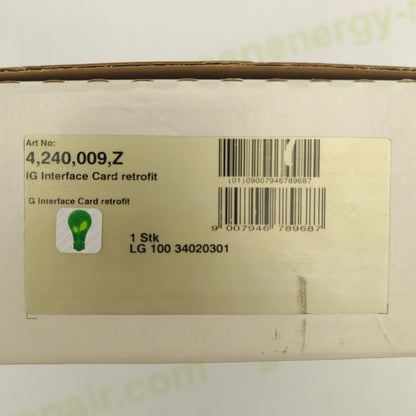 Art No:
4,240,009,Z
IG Interface Card retrofit
(01)09007946789687
G Interface Card retrofit
9 007946 789687
1 Stk
LG 100 34020301